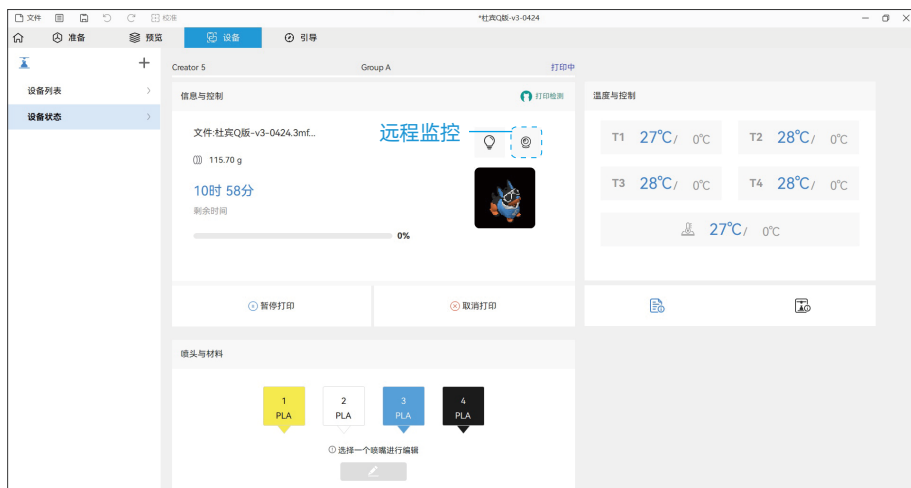 文件 校准 *杜宾Q版-v3-0424
准备 预览 设备 引导
设备列表
设备状态
Creator 5 Group A 打印中
信息与控制 打印检测
文件:杜宾Q版-v3-0424.3mf...
远程监控
115.70 g
10时 58分
剩余时间
0%
暂停打印 取消打印
温度与控制
T1 27℃/ 0℃ T2 28℃/ 0℃
T3 28℃/ 0℃ T4 28℃/ 0℃
27℃/ 0℃
喷头与材料
1 2 3 4
PLA PLA PLA PLA
选择一个喷嘴进行编辑